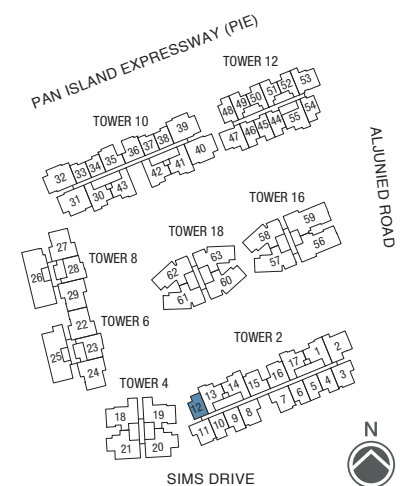 PAN ISLAND EXPRESSWAY (PIE)
TOWER 12
48 49 50 51 52 53
47 46 45 44 55 54
TOWER 10
32 33 34 35 36 37 38 39
31 30 43 42 41 40
ALJUNIED ROAD
TOWER 16
58 59
57 56
TOWER 18
62 63
61 60
TOWER 8
27
26 28
29
TOWER 6
22
25 23
24
TOWER 2
12 13 14 15 16 17 1 2
11 10 9 8 7 6 5 4 3
TOWER 4
18 19
21 20
N
SIMS DRIVE